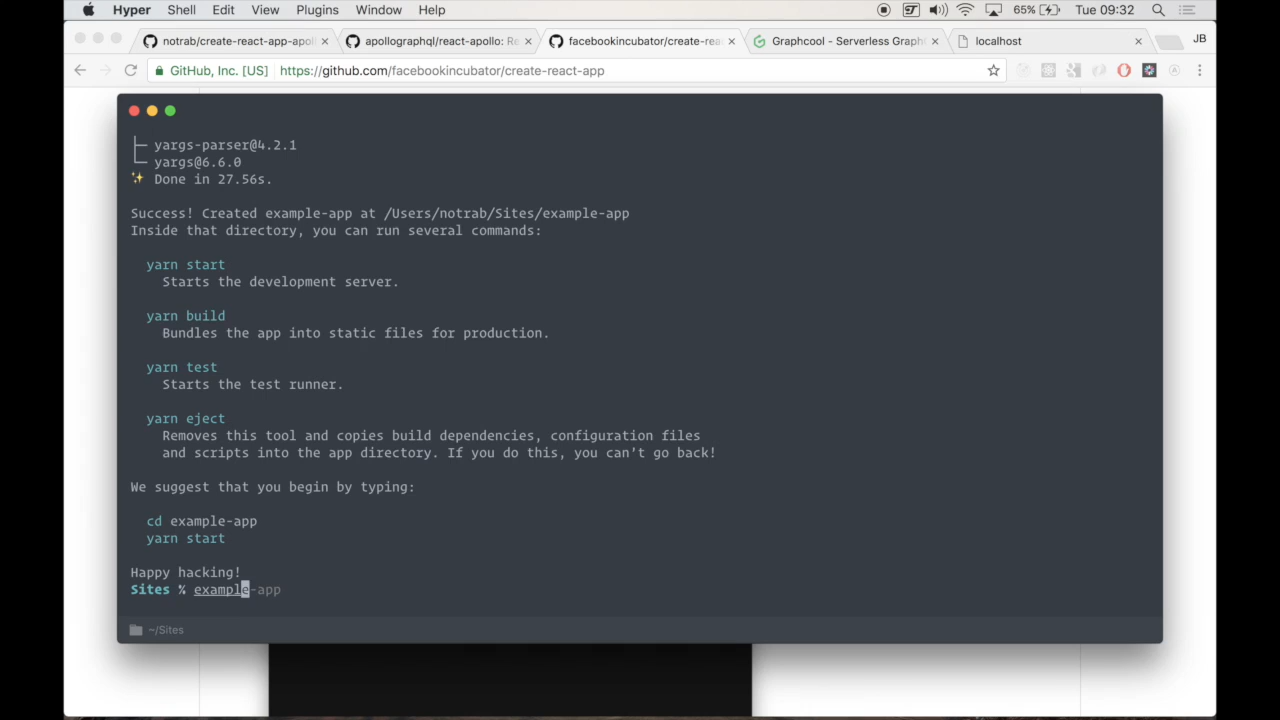 Hyper Shell Edit View Plugins Window Help 65% Tue 09:32
notrab/create-react-app-apol apollographql/react-apollo: Re facebookincubator/create-rea Graphcool - Serverless Graph localhost JB
GitHub, Inc. [US] https://github.com/facebookincubator/create-react-app
├─ yargs-parser@4.2.1
└─ yargs@6.6.0
✨ Done in 27.56s.
Success! Created example-app at /Users/notrab/Sites/example-app
Inside that directory, you can run several commands:
yarn start
Starts the development server.
yarn build
Bundles the app into static files for production.
yarn test
Starts the test runner.
yarn eject
Removes this tool and copies build dependencies, configuration files
and scripts into the app directory. If you do this, you can't go back!
We suggest that you begin by typing:
cd example-app
yarn start
Happy hacking!
Sites % example-app
~/Sites